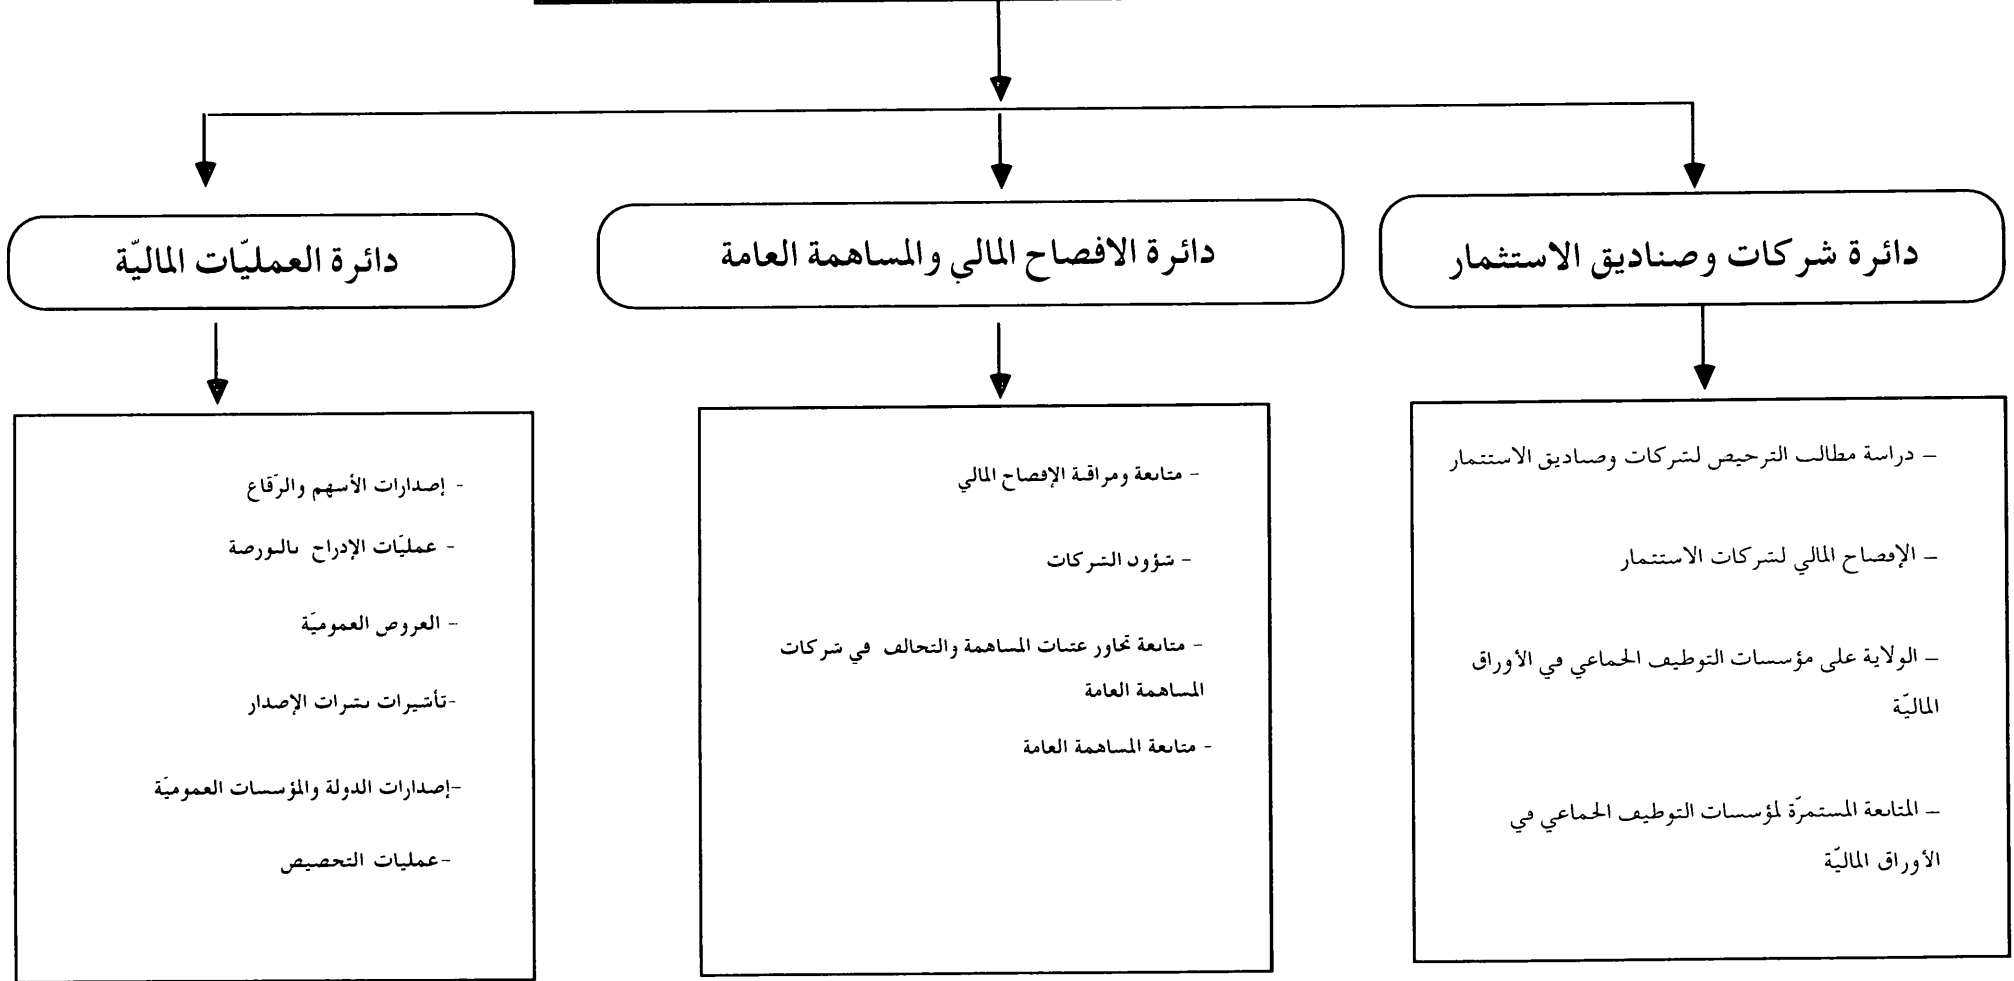 دائرة شركات وصناديق الاستثمار
دائرة الافصاح المالي والمساهمة العامة
دائرة العمليّات الماليّة
– دراسة مطالب الترخيص لشركات وصناديق الاستثمار
– الإفصاح المالي لشركات الاستثمار
– الولاية على مؤسسات التوظيف الجماعي في الأوراق
الماليّة
– المتابعة المستمرّة لمؤسسات التوظيف الجماعي في
الأوراق الماليّة
- متابعة ومراقبة الإفصاح المالي
- شؤون الشركات
- متابعة تجاوز عتبات المساهمة والتحالف في شركات
المساهمة العامة
- متابعة المساهمة العامة
- إصدارات الأسهم والرّقاع
- عمليّات الإدراج بالبورصة
- العروض العموميّة
-تأشيرات نشرات الإصدار
-إصدارات الدولة والمؤسسات العموميّة
-عمليات التخصيص